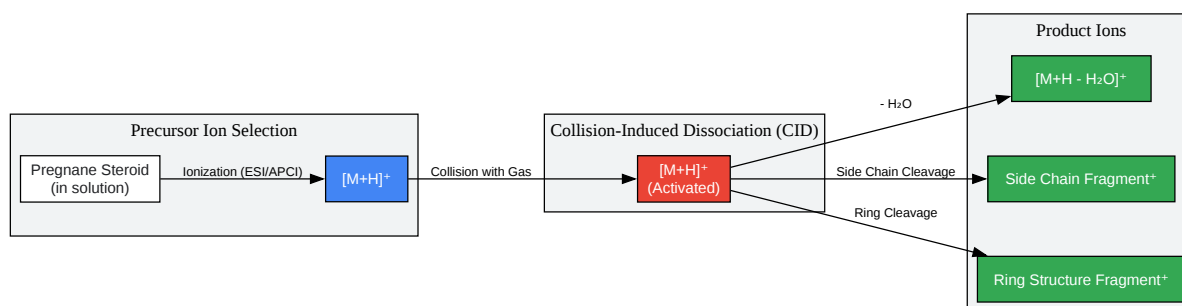 Precursor Ion Selection
Pregnane Steroid
(in solution)
Ionization (ESI/APCI)
[M+H]⁺
Collision with Gas
Collision-Induced Dissociation (CID)
[M+H]⁺
(Activated)
- H₂O
Side Chain Cleavage
Ring Cleavage
Product Ions
[M+H - H₂O]⁺
Side Chain Fragment⁺
Ring Structure Fragment⁺